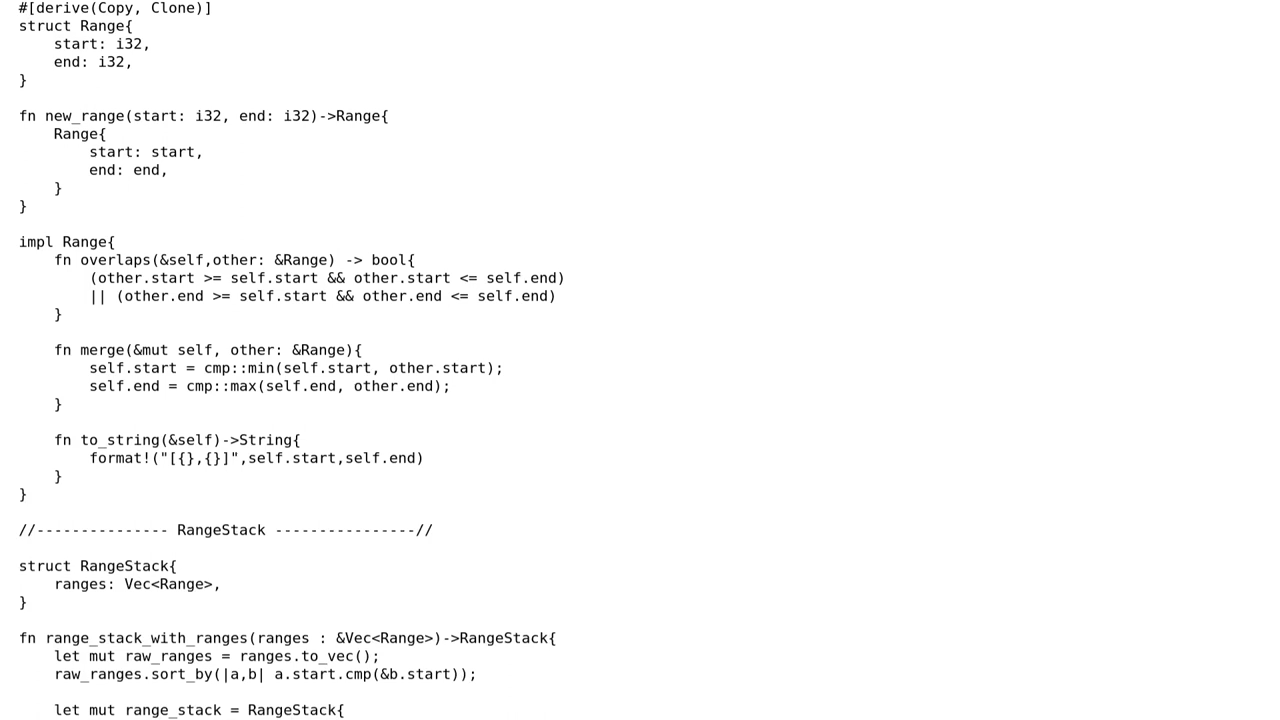 #[derive(Copy, Clone)]
struct Range{
    start: i32,
    end: i32,
}

fn new_range(start: i32, end: i32)->Range{
    Range{
        start: start,
        end: end,
    }
}

impl Range{
    fn overlaps(&self,other: &Range) -> bool{
        (other.start >= self.start && other.start <= self.end)
        || (other.end >= self.start && other.end <= self.end)
    }

    fn merge(&mut self, other: &Range){
        self.start = cmp::min(self.start, other.start);
        self.end = cmp::max(self.end, other.end);
    }

    fn to_string(&self)->String{
        format!("[{},{}]",self.start,self.end)
    }
}

//--------------- RangeStack ----------------//

struct RangeStack{
    ranges: Vec<Range>,
}

fn range_stack_with_ranges(ranges : &Vec<Range>)->RangeStack{
    let mut raw_ranges = ranges.to_vec();
    raw_ranges.sort_by(|a,b| a.start.cmp(&b.start));

    let mut range_stack = RangeStack{